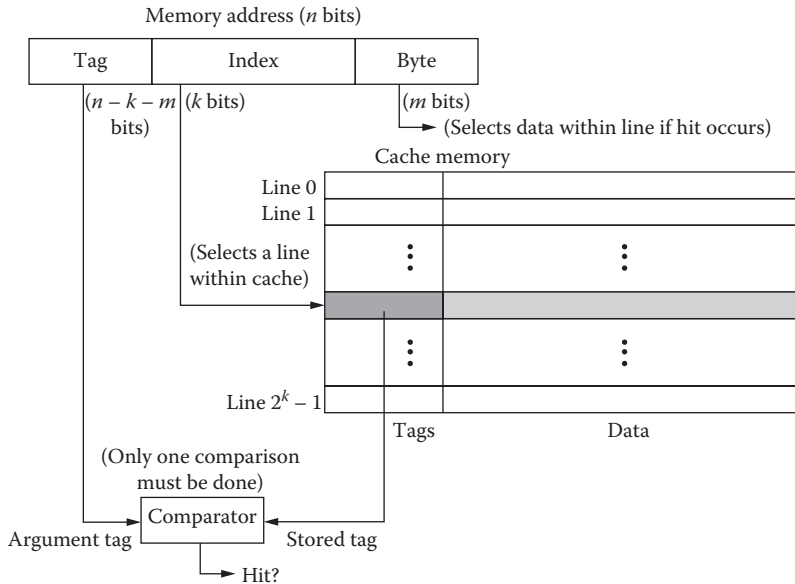 Memory address (n bits)
Tag
Index
Byte
(n – k – m
bits)
(k bits)
(m bits)
(Selects data within line if hit occurs)
Cache memory
Line 0
Line 1
(Selects a line
within cache)
Line 2^k – 1
Tags
Data
(Only one comparison
must be done)
Comparator
Argument tag
Stored tag
Hit?